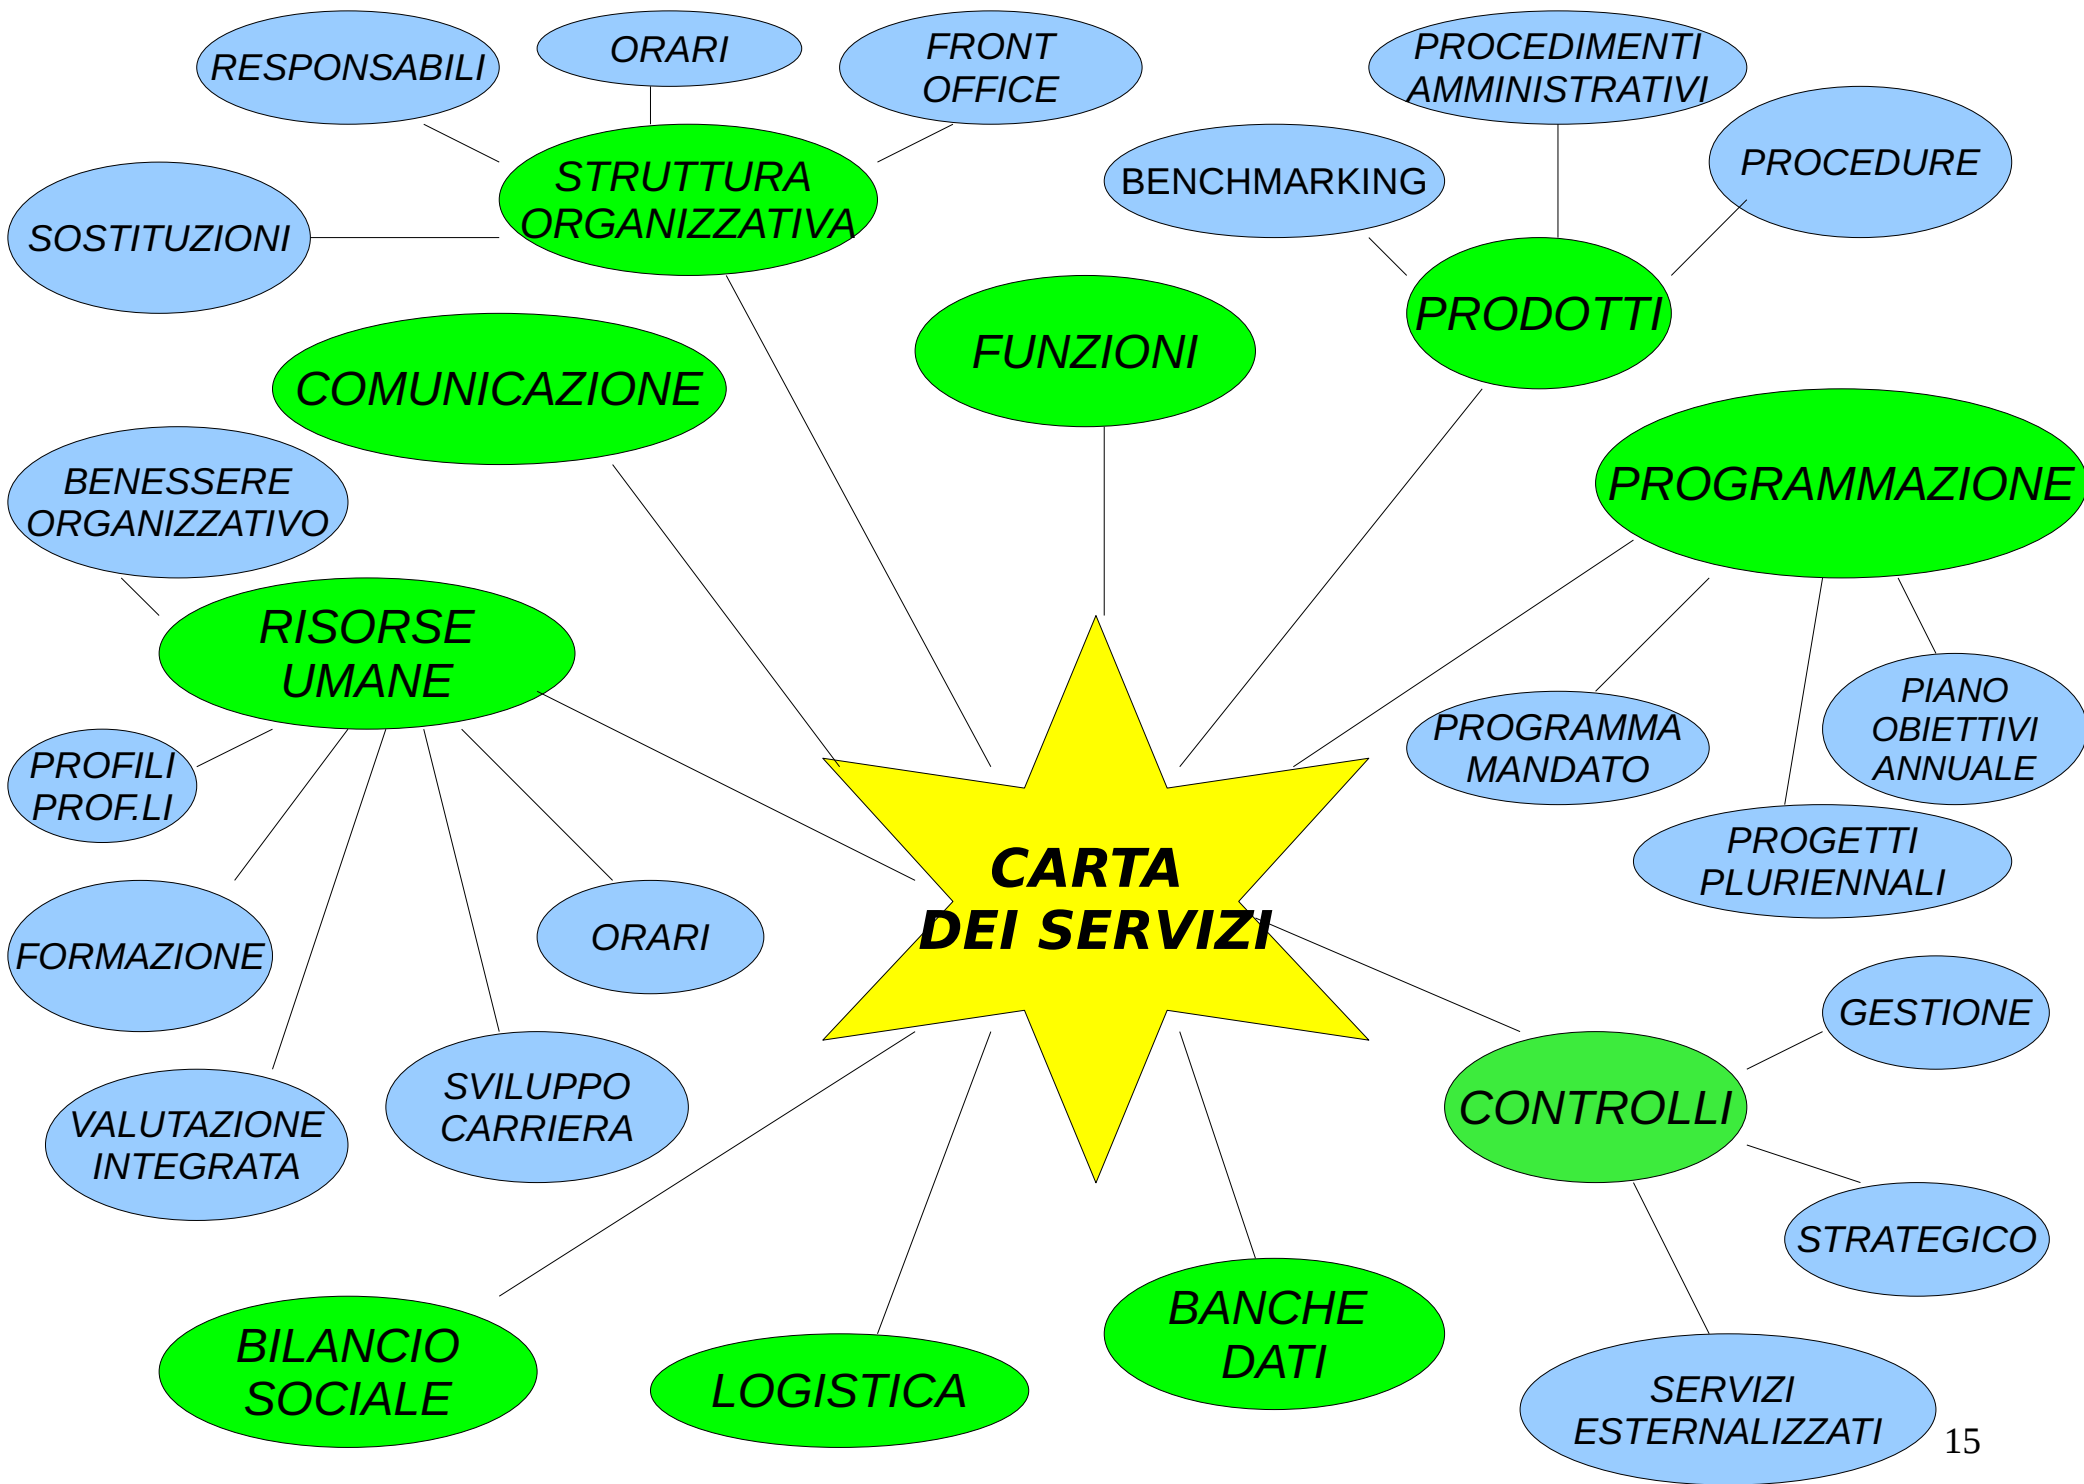 RESPONSABILI
ORARI
FRONT
OFFICE
PROCEDIMENTI
AMMINISTRATIVI
SOSTITUZIONI
STRUTTURA
ORGANIZZATIVA
BENCHMARKING
PROCEDURE
COMUNICAZIONE
FUNZIONI
PRODOTTI
BENESSERE
ORGANIZZATIVO
PROGRAMMAZIONE
RISORSE
UMANE
PROFILI
PROF.LI
PROGRAMMA
MANDATO
PIANO
OBIETTIVI
ANNUALE
PROGETTI
PLURIENNALI
CARTA
DEI SERVIZI
FORMAZIONE
ORARI
VALUTAZIONE
INTEGRATA
SVILUPPO
CARRIERA
GESTIONE
CONTROLLI
STRATEGICO
BILANCIO
SOCIALE
LOGISTICA
BANCHE
DATI
SERVIZI
ESTERNALIZZATI
15